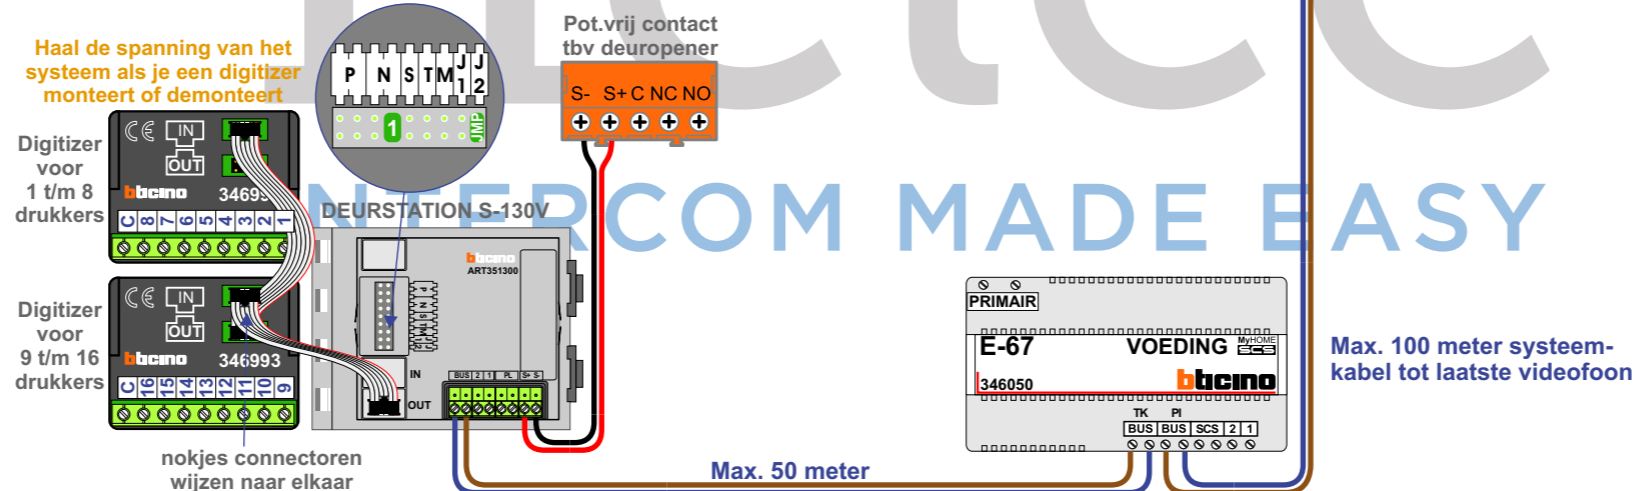 Haal de spanning van het
systeem als je een digitizer
monteert of demonteert
Digitizer
voor
1 t/m 8
drukkers
CE IN
OUT
bticino
C 8 7 6 5 4 3 2 1
Digitizer
voor
9 t/m 16
drukkers
CE IN
OUT
bticino 346993
C 16 15 14 13 12 11 10 9
nokjes connectoren
wijzen naar elkaar
P N S T M J1 J2
1 JMP
Pot.vrij contact
tbv deuropener
S- S+ C NC NO
INTERCOM MADE EASY
DEURSTATION S-130V
bticino
ART351300
P N S T M J1 J2
IN
OUT
BUS 2 1 PL S+ S-
Max. 50 meter
PRIMAIR
E-67 VOEDING MyHOME
SCS
346050 bticino
TK PI
BUS BUS SCS 2 1
Max. 100 meter systeem-
kabel tot laatste videofoon